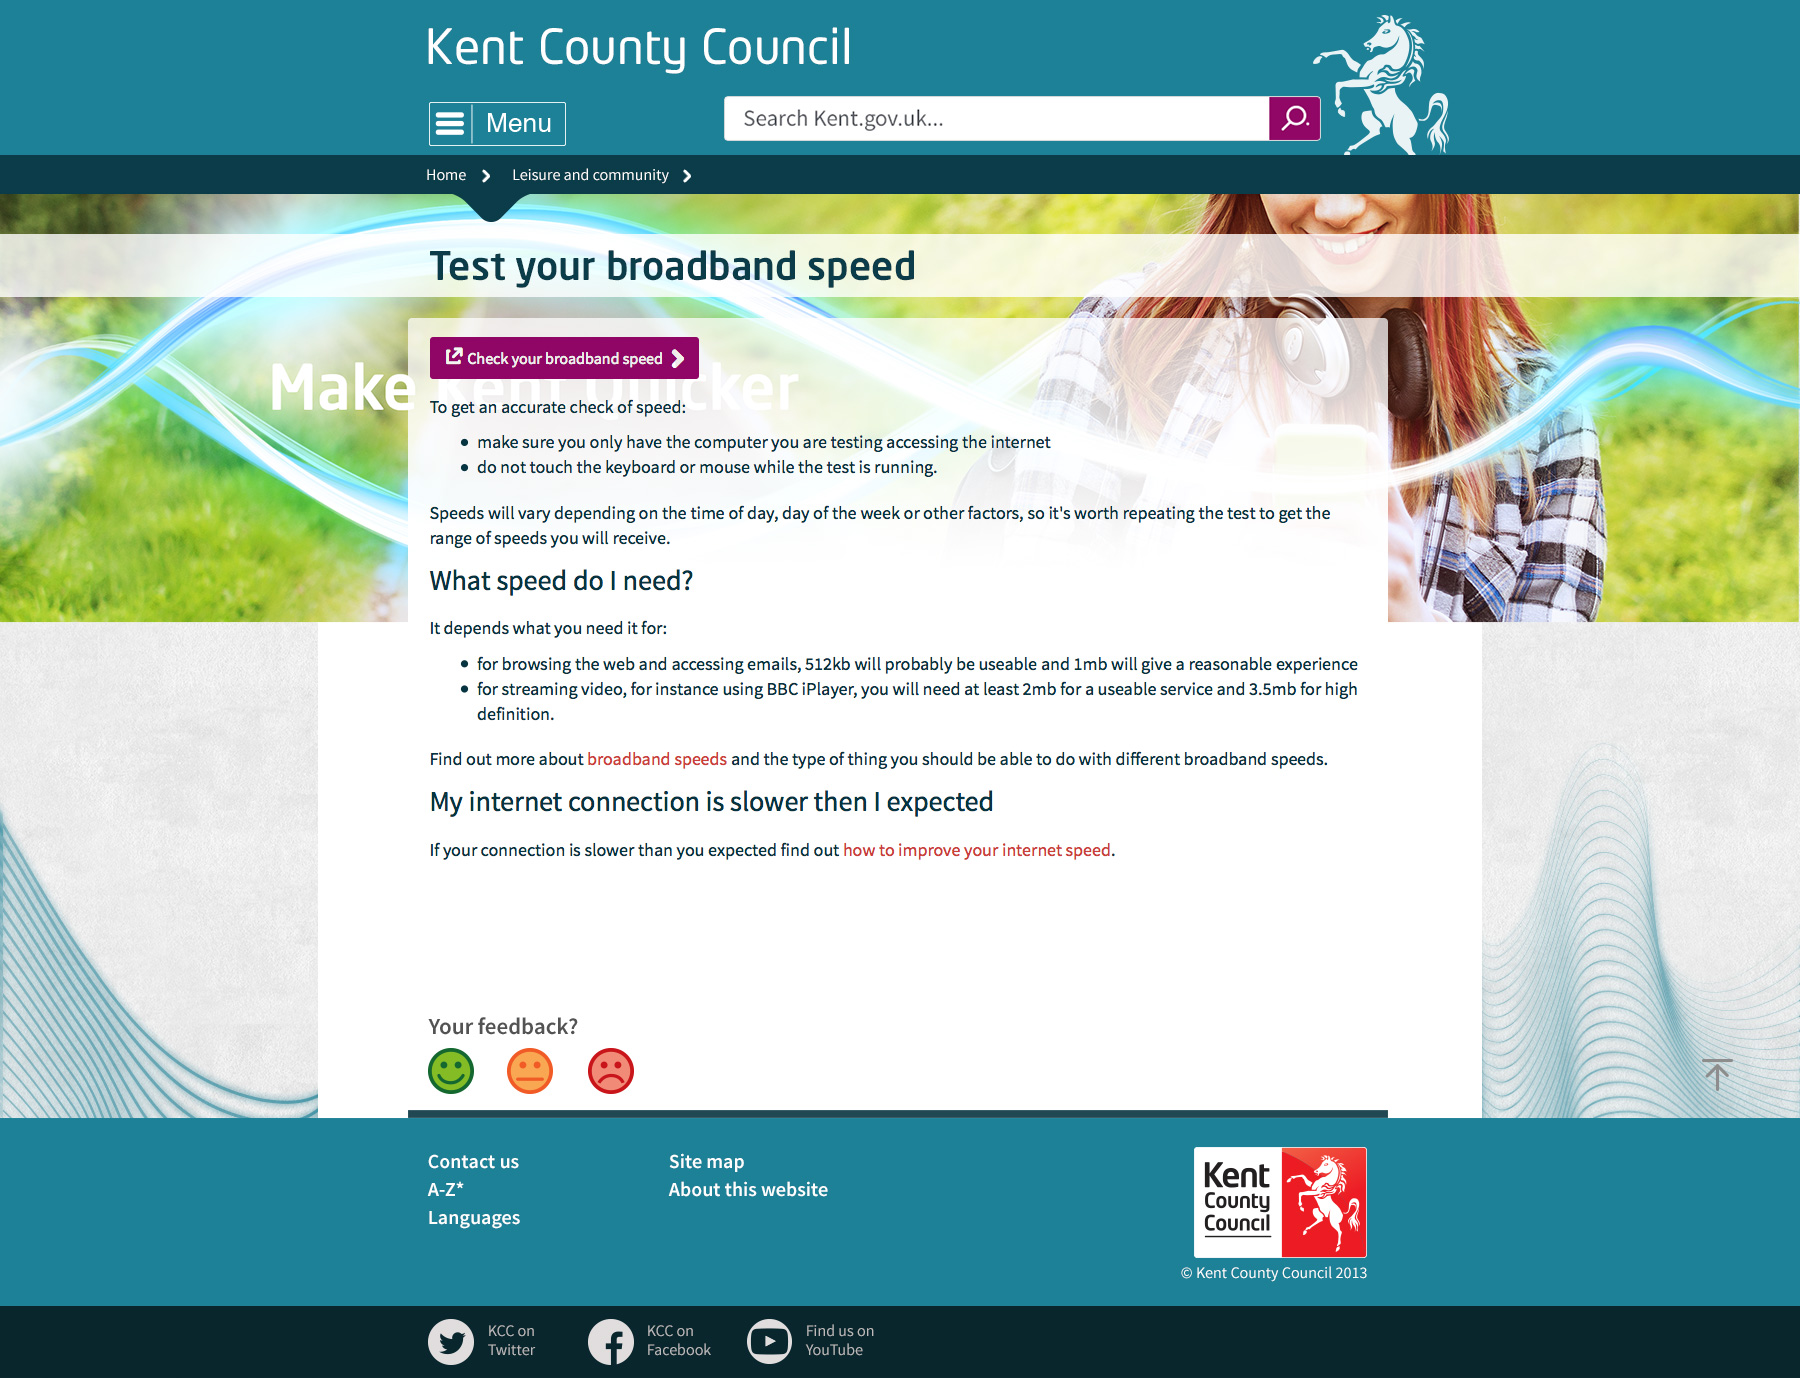 Kent County Council
Menu
Search Kent.gov.uk...
Home
Leisure and community
Test your broadband speed
Check your broadband speed
Make Kent Quicker
To get an accurate check of speed:
make sure you only have the computer you are testing accessing the internet
do not touch the keyboard or mouse while the test is running.
Speeds will vary depending on the time of day, day of the week or other factors, so it's worth repeating the test to get the
range of speeds you will receive.
What speed do I need?
It depends what you need it for:
for browsing the web and accessing emails, 512kb will probably be useable and 1mb will give a reasonable experience
for streaming video, for instance using BBC iPlayer, you will need at least 2mb for a useable service and 3.5mb for high
definition.
Find out more about broadband speeds and the type of thing you should be able to do with different broadband speeds.
My internet connection is slower then I expected
If your connection is slower than you expected find out how to improve your internet speed.
Your feedback?
Contact us
A-Z*
Languages
Site map
About this website
Kent
County
Council
© Kent County Council 2013
KCC on
Twitter
KCC on
Facebook
Find us on
YouTube